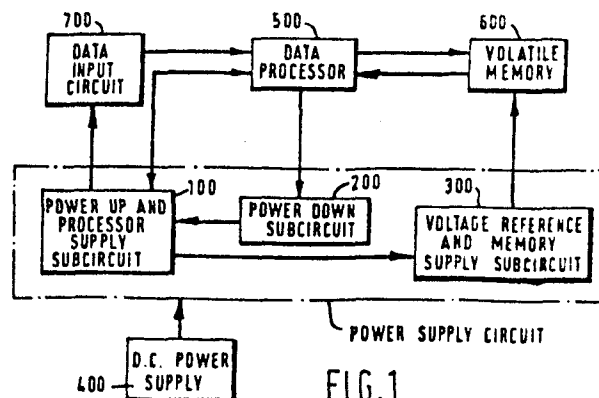 700
DATA
INPUT
CIRCUIT
500
DATA
PROCESSOR
600
VOLATILE
MEMORY
100
POWER UP AND
PROCESSOR
SUPPLY
SUBCIRCUIT
200
POWER DOWN
SUBCIRCUIT
300
VOLTAGE REFERENCE
AND MEMORY
SUPPLY SUBCIRCUIT
POWER SUPPLY CIRCUIT
D.C. POWER
SUPPLY
400
FIG.1